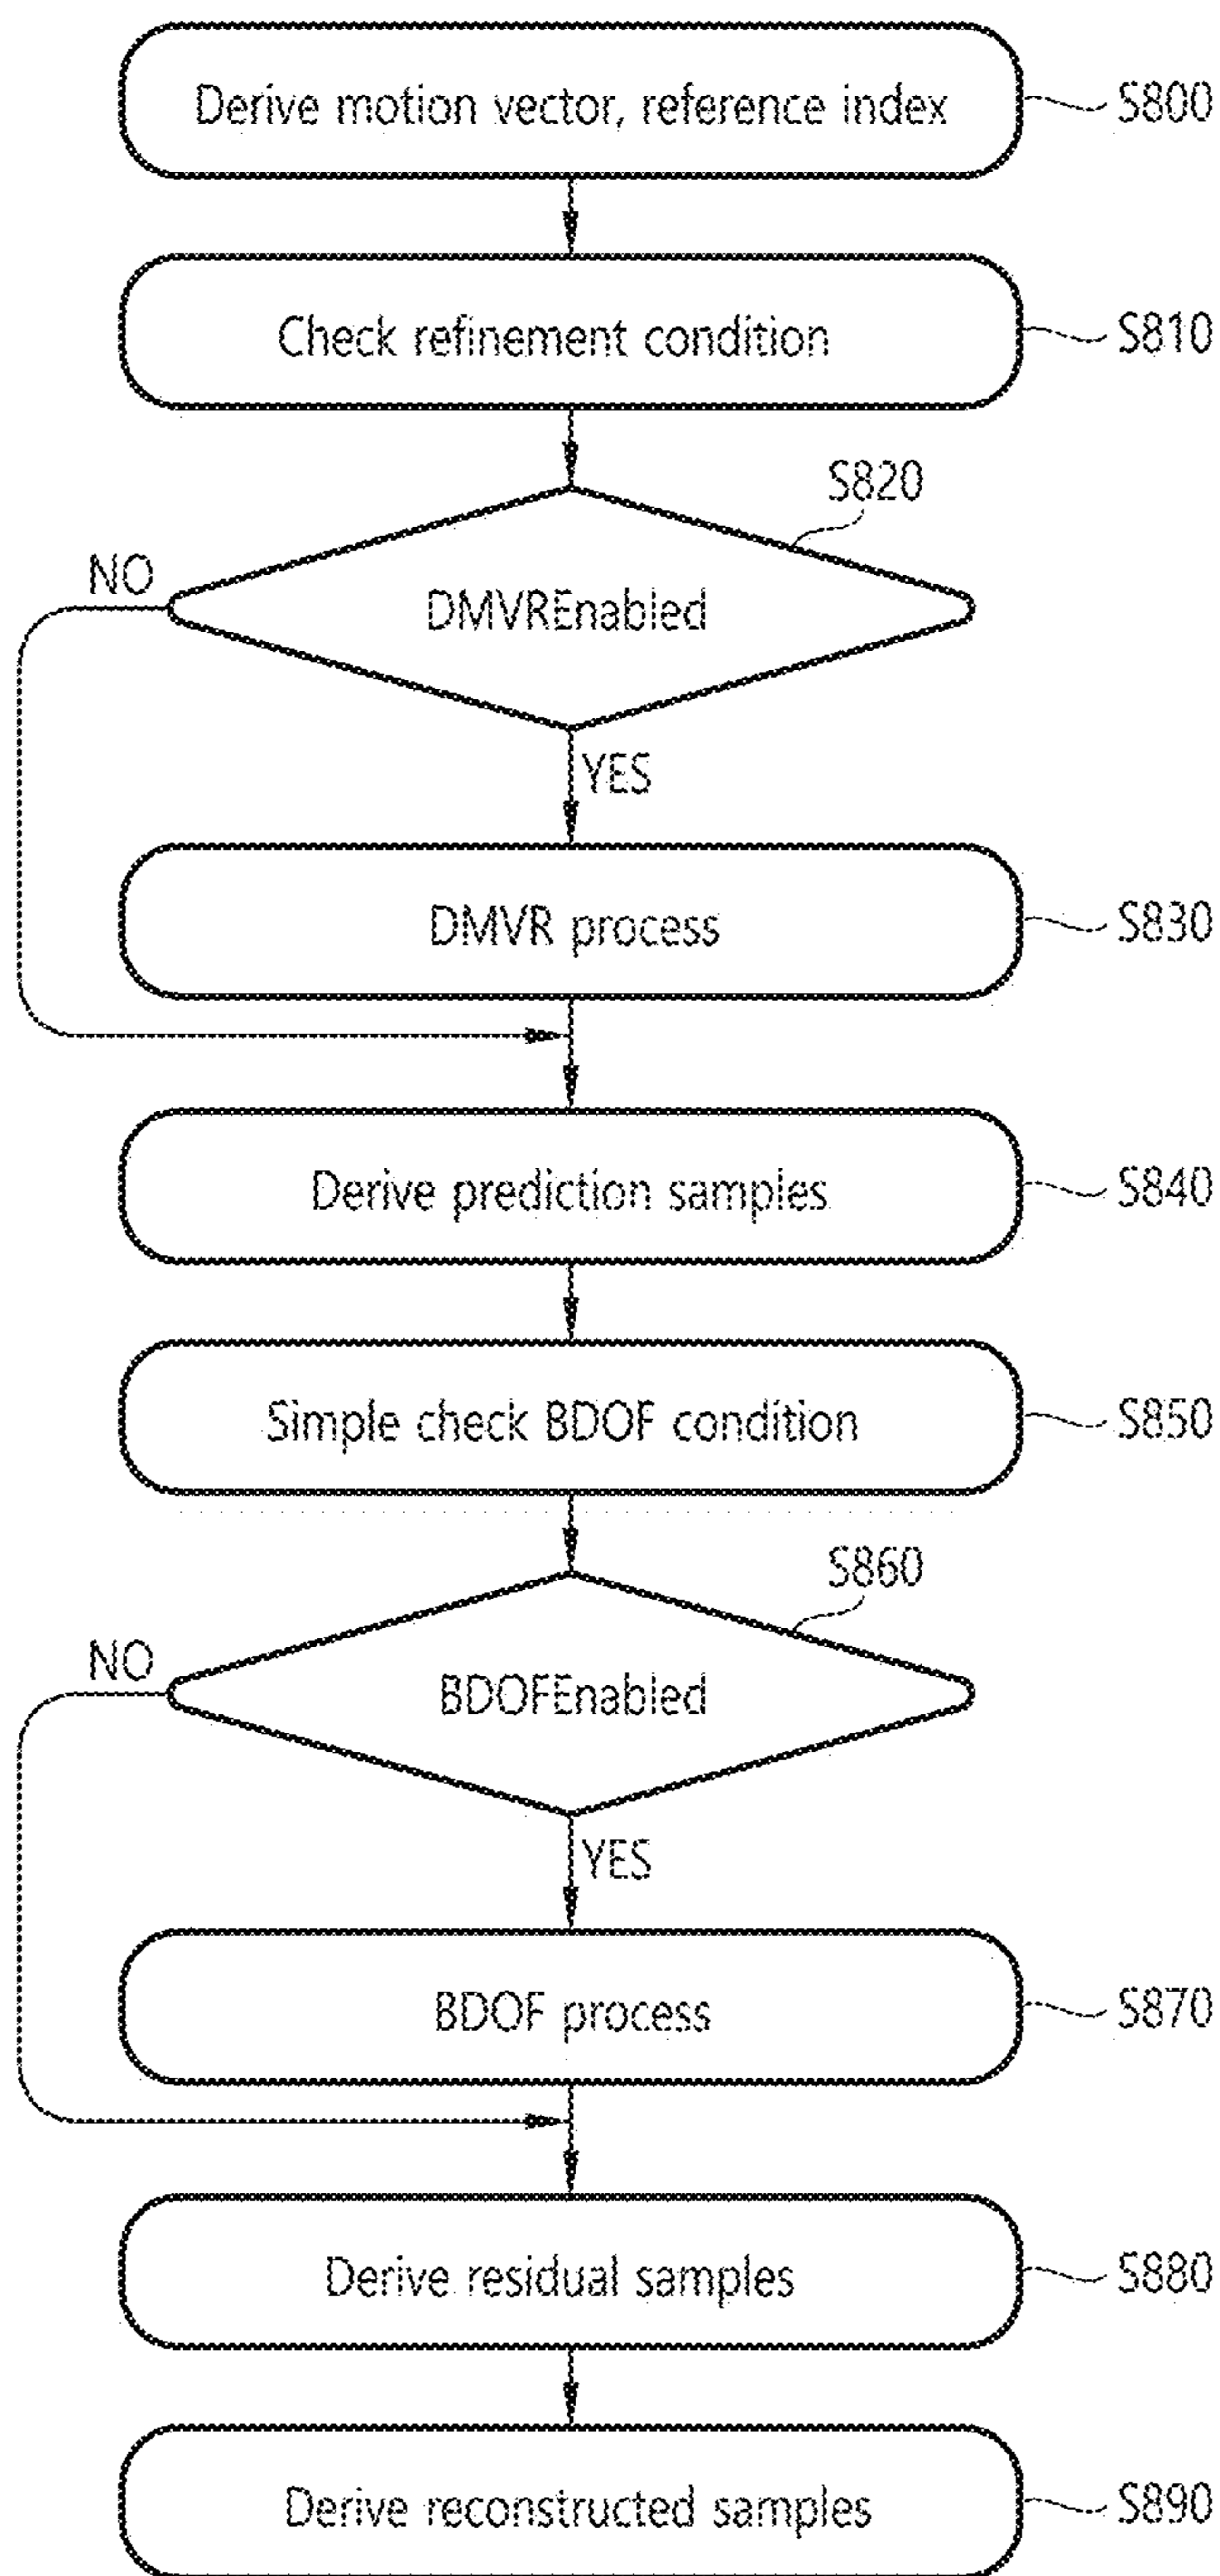 Derive motion vector, reference index
S800
Check refinement condition
S810
S820
NO
DMVREnabled
YES
DMVR process
S830
Derive prediction samples
S840
Simple check BDOF condition
S850
S860
NO
BDOFEnabled
YES
BDOF process
S870
Derive residual samples
S880
Derive reconstructed samples
S890